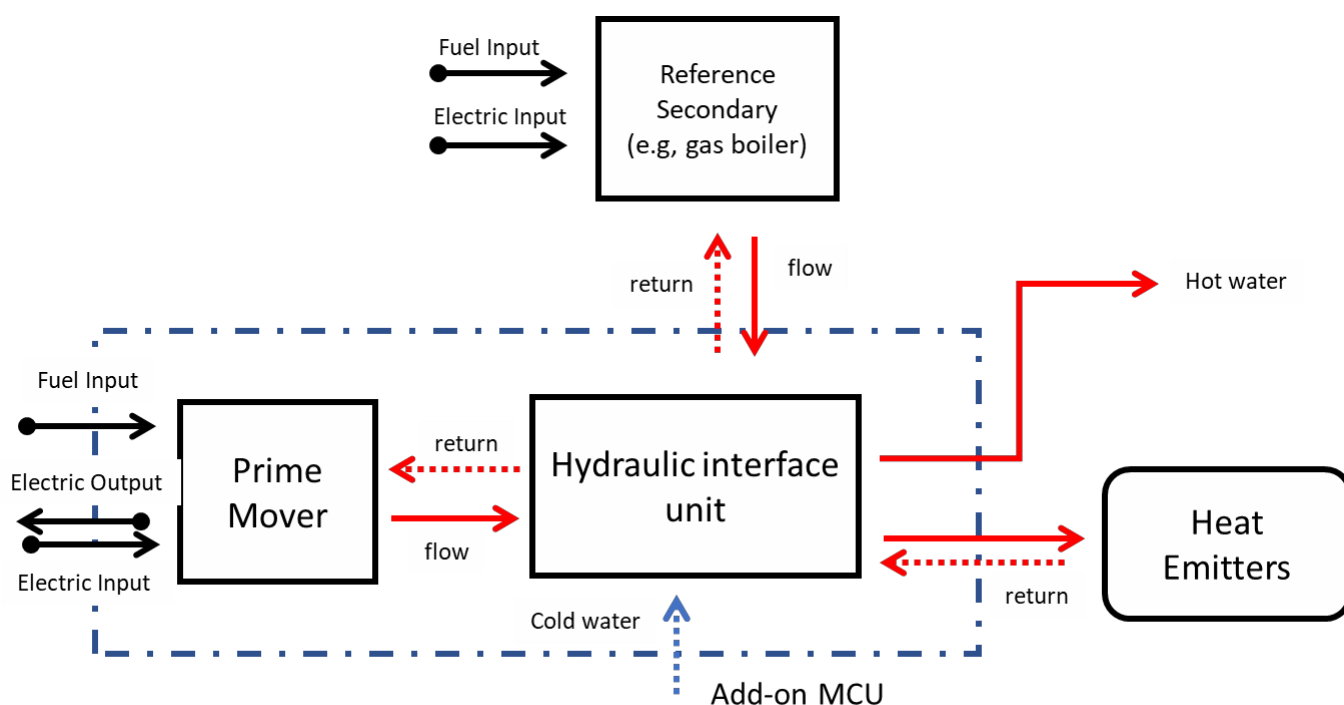 Fuel Input
Electric Input
Reference
Secondary
(e.g, gas boiler)
return
flow
Hot water
Fuel Input
Electric Output
Electric Input
Prime
Mover
return
flow
Hydraulic interface
unit
Heat
Emitters
return
Cold water
Add-on MCU